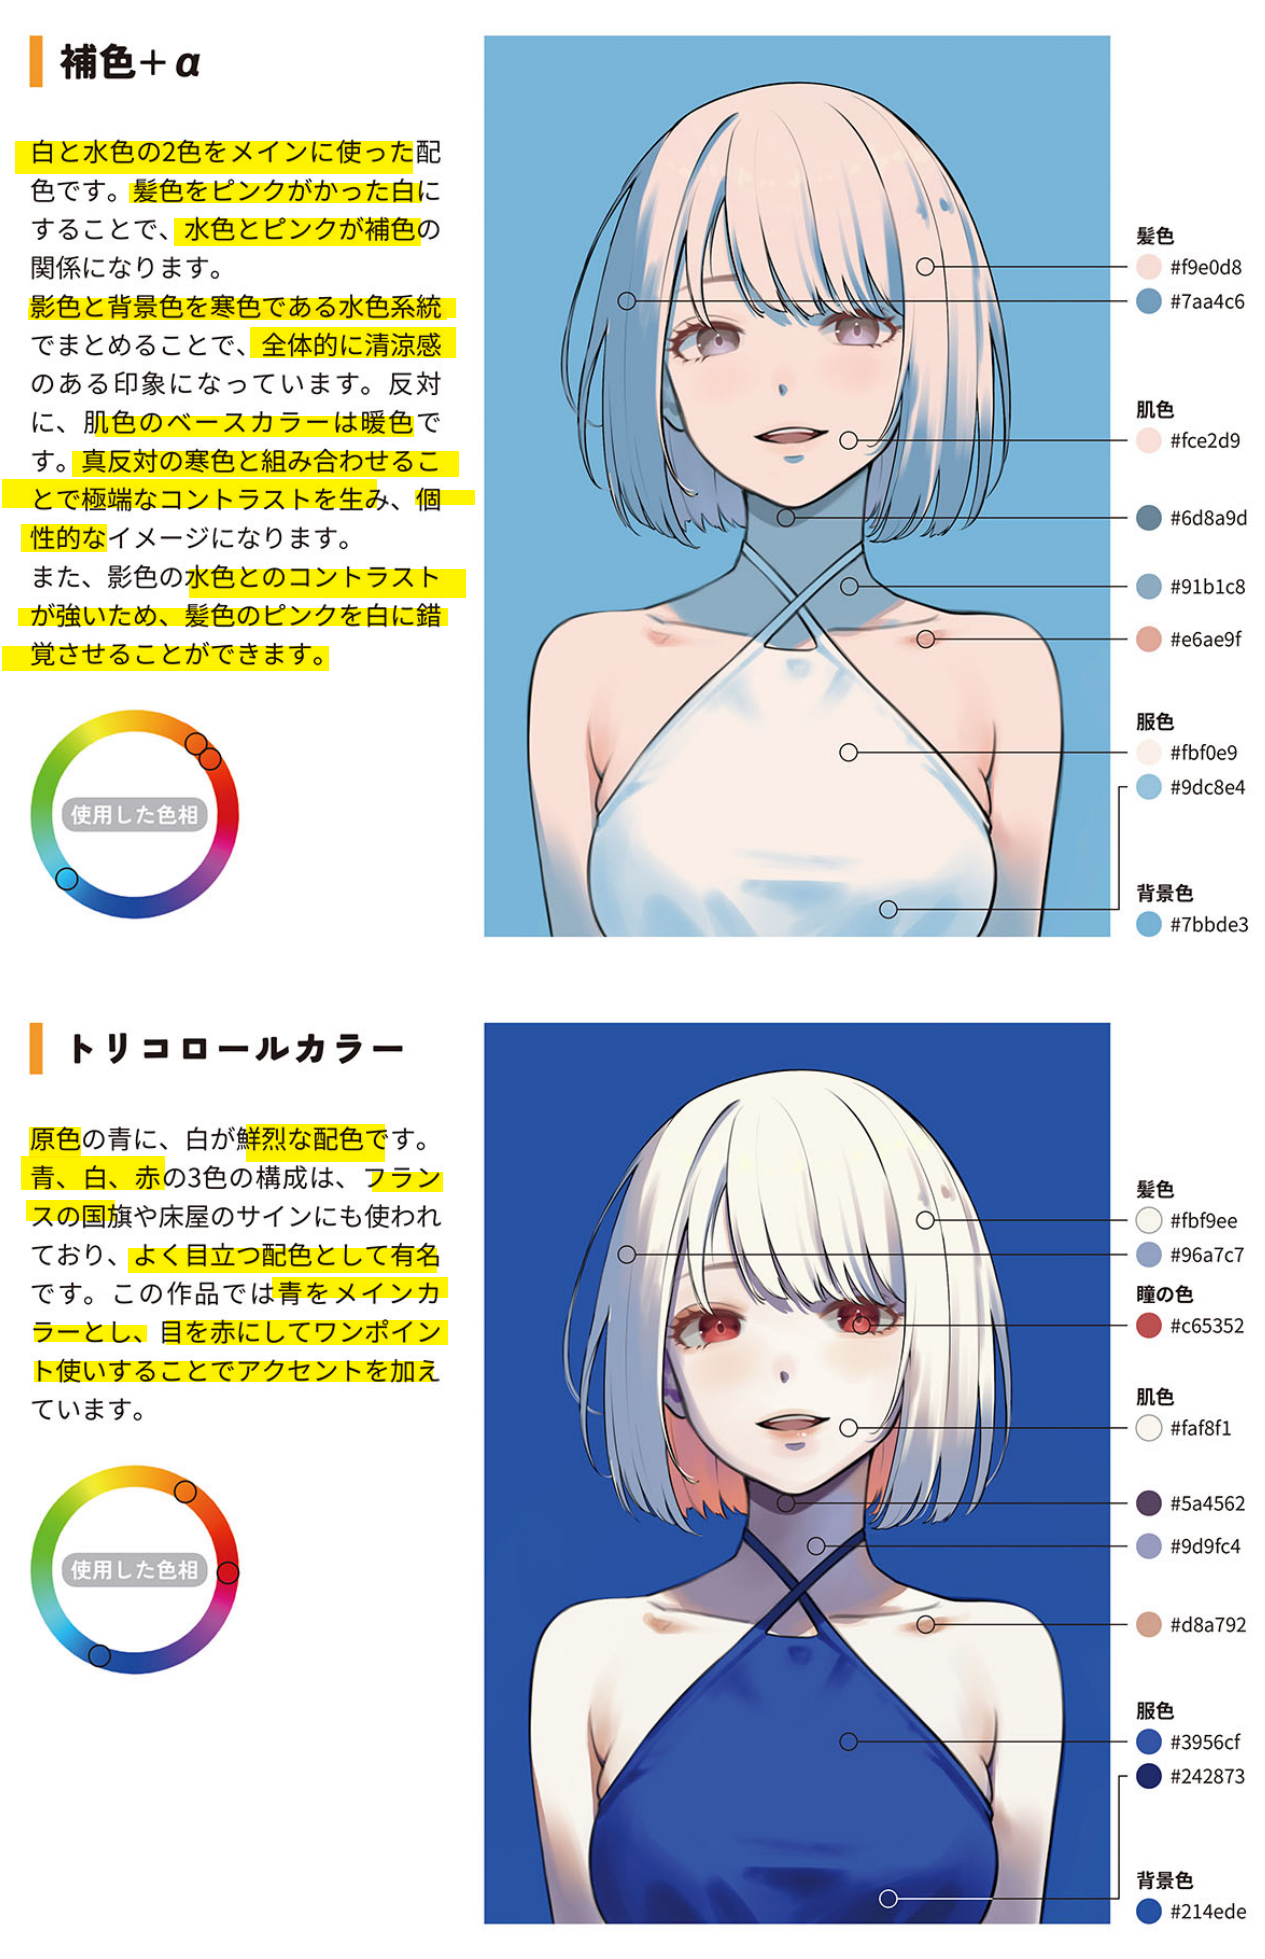 補色＋α
白と水色の2色をメインに使った配
色です。髪色をピンクがかった白に
することで、水色とピンクが補色の
関係になります。
影色と背景色を寒色である水色系統
でまとめることで、全体的に清涼感
のある印象になっています。反対
に、肌色のベースカラーは暖色で
す。真反対の寒色と組み合わせるこ
とで極端なコントラストを生み、個
性的なイメージになります。
また、影色の水色とのコントラスト
が強いため、髪色のピンクを白に錯
覚させることができます。
使用した色相
髪色
#f9e0d8
#7aa4c6
肌色
#fce2d9
#6d8a9d
#91b1c8
#e6ae9f
服色
#fbf0e9
#9dc8e4
背景色
#7bbde3
トリコロールカラー
原色の青に、白が鮮烈な配色です。
青、白、赤の3色の構成は、フラン
スの国旗や床屋のサインにも使われ
ており、よく目立つ配色として有名
です。この作品では青をメインカ
ラーとし、目を赤にしてワンポイン
ト使いすることでアクセントを加え
ています。
使用した色相
髪色
#fbf9ee
#96a7c7
瞳の色
#c65352
肌色
#faf8f1
#5a4562
#9d9fc4
#d8a792
服色
#3956cf
#242873
背景色
#214ede